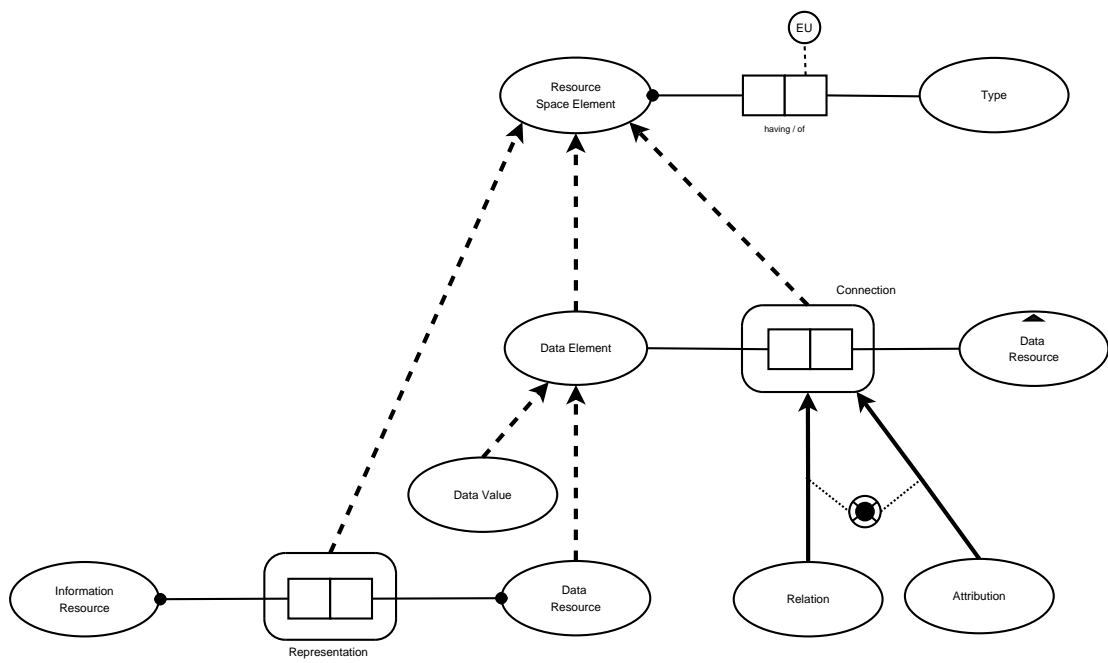 EU
Resource
Space Element
Type
having / of
Connection
Data Element
Data
Resource
Data Value
Information
Resource
Data
Resource
Relation
Attribution
Representation